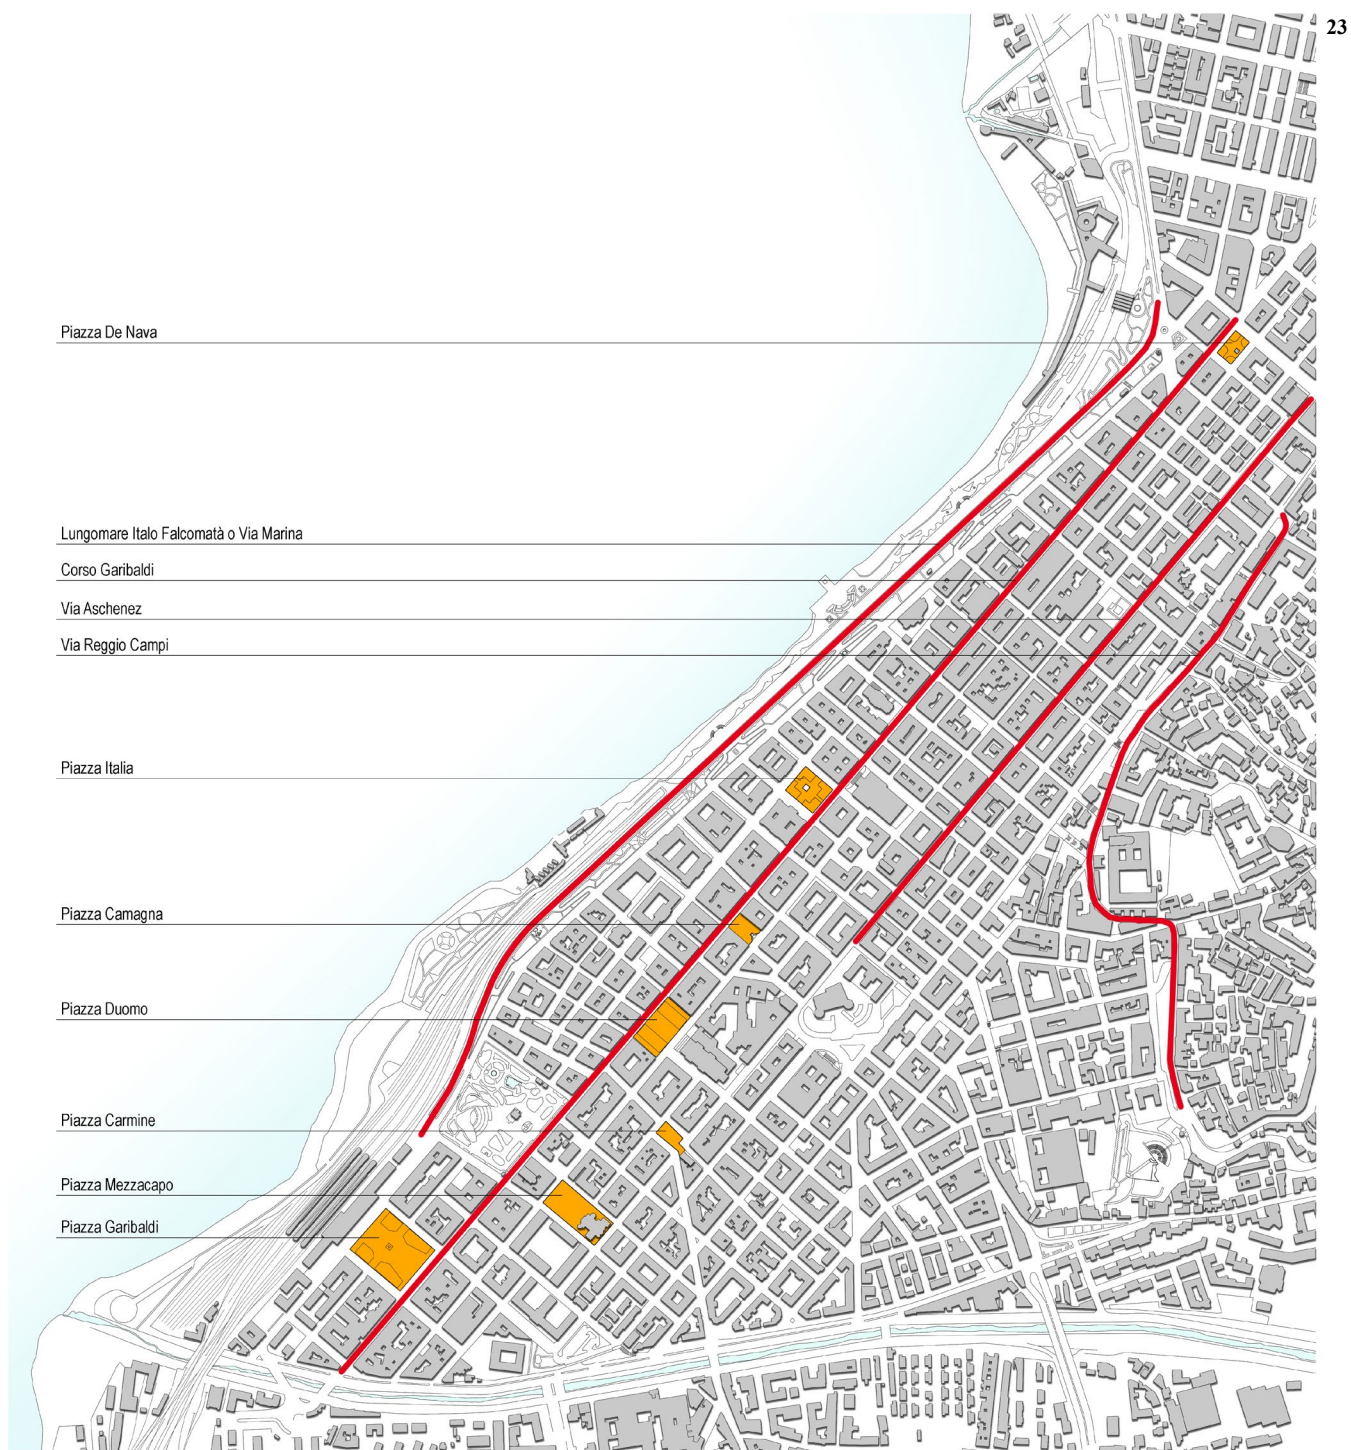 23
Piazza De Nava
Lungomare Italo Falcomatà o Via Marina
Corso Garibaldi
Via Aschenez
Via Reggio Campi
Piazza Italia
Piazza Camagna
Piazza Duomo
Piazza Carmine
Piazza Mezzacapo
Piazza Garibaldi